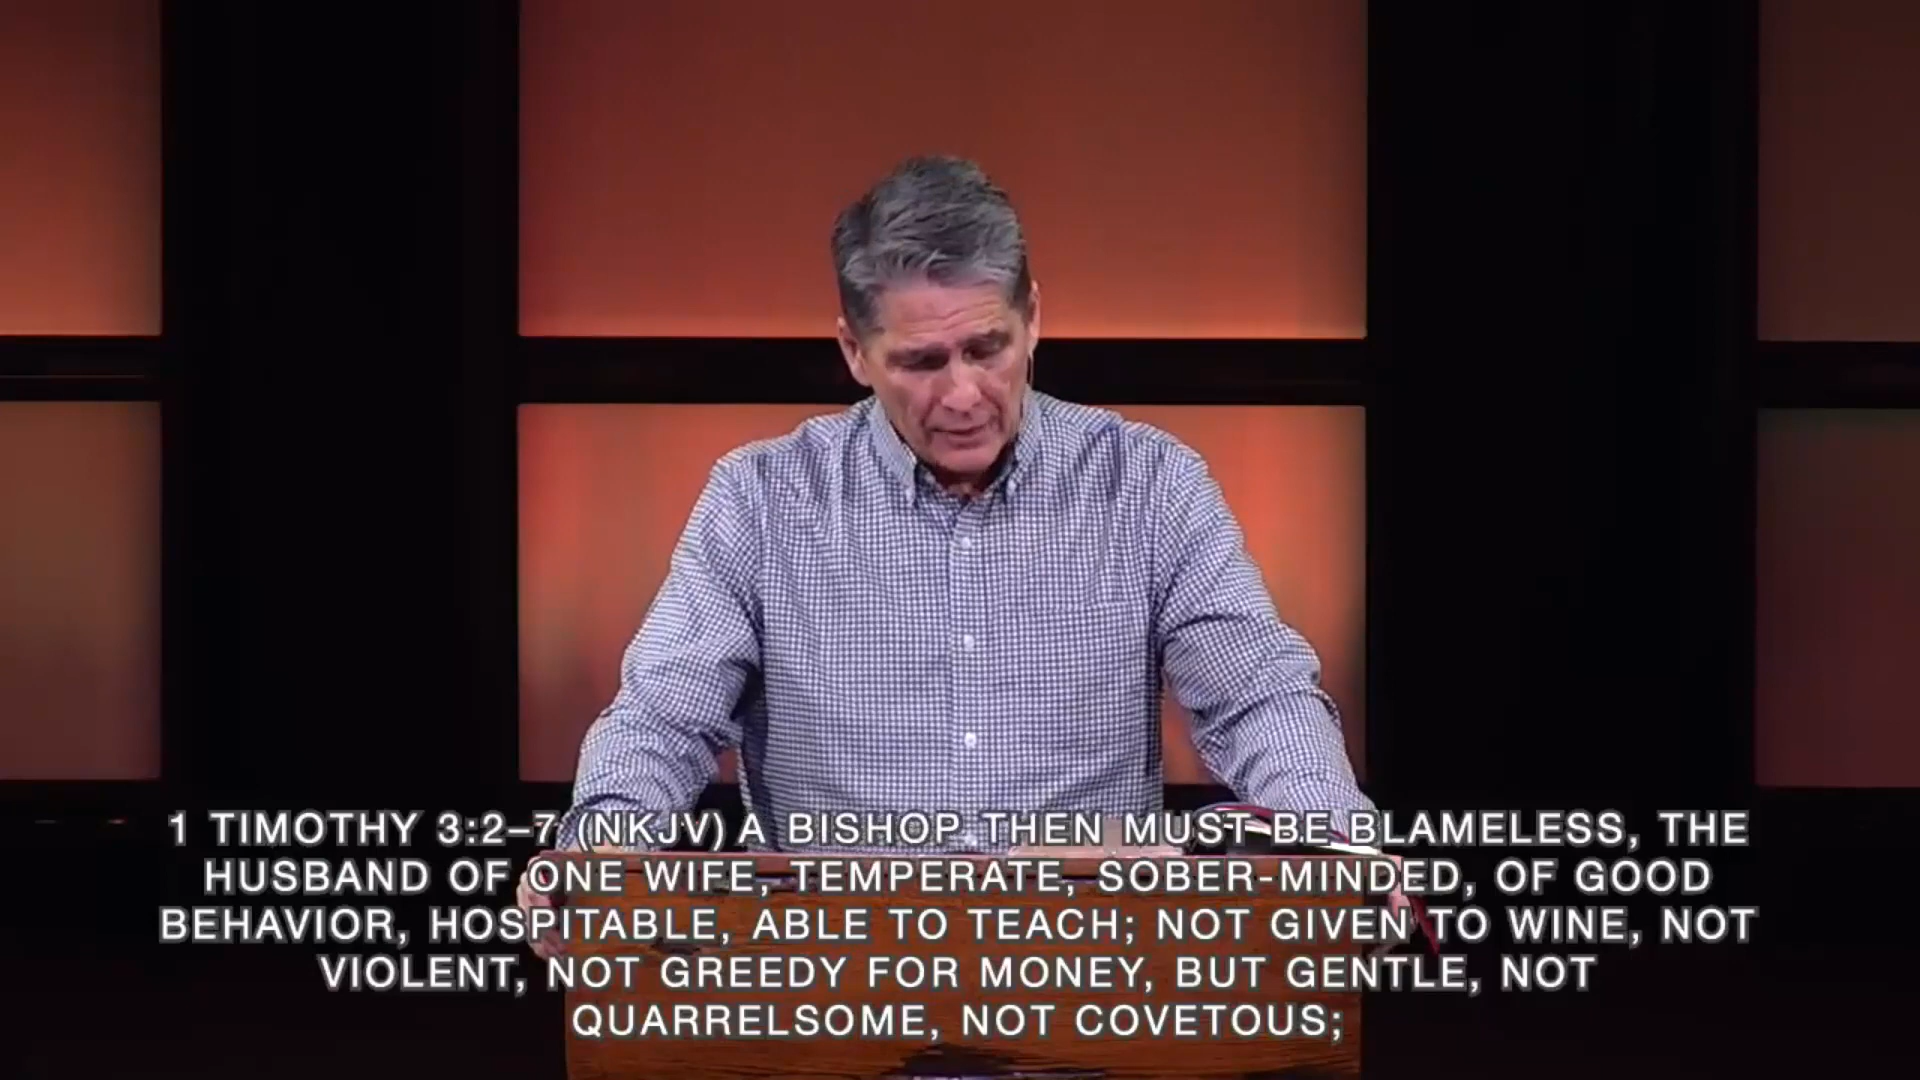 1 TIMOTHY 3:2–7 (NKJV) A BISHOP THEN MUST BE BLAMELESS, THE
HUSBAND OF ONE WIFE, TEMPERATE, SOBER-MINDED, OF GOOD
BEHAVIOR, HOSPITABLE, ABLE TO TEACH; NOT GIVEN TO WINE, NOT
VIOLENT, NOT GREEDY FOR MONEY, BUT GENTLE, NOT
QUARRELSOME, NOT COVETOUS;